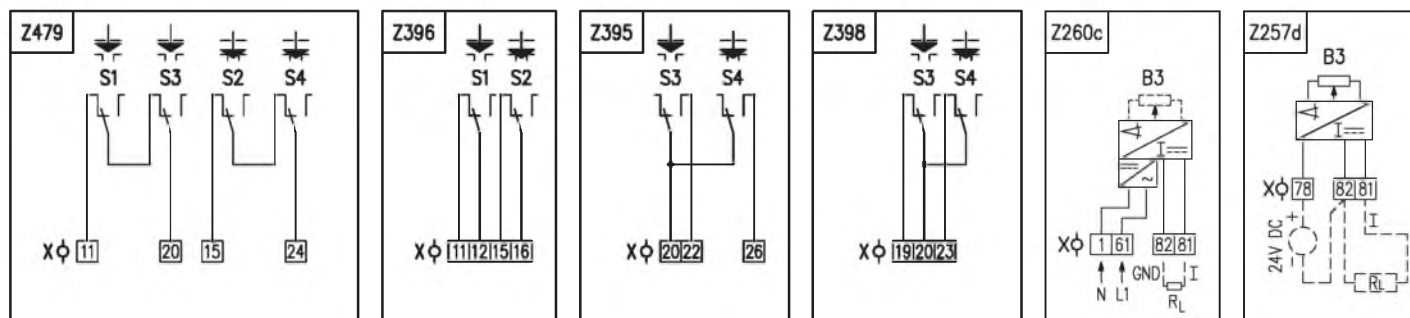 Z479
S1 S3 S2 S4
X 11 20 15 24
Z396
S1 S2
X 11 12 15 16
Z395
S3 S4
X 20 22 26
Z398
S3 S4
X 19 20 23
Z260c
B3
I
~
X 1 61 82 81
GND I
N L1 RL
Z257d
B3
I
X 78 82 81
+ I
24V DC
− RL